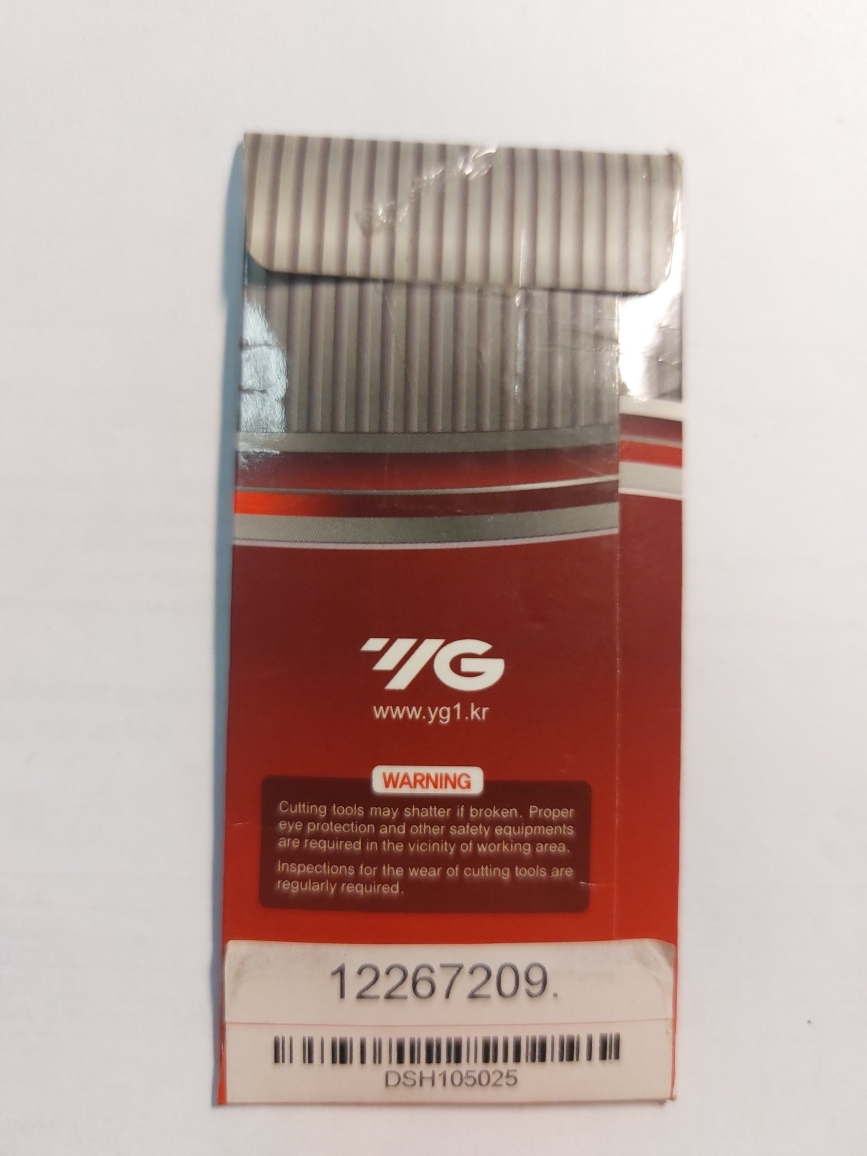 YG
www.yg1.kr
WARNING
Cutting tools may shatter if broken. Proper
eye protection and other safety equipments
are required in the vicinity of working area.
Inspections for the wear of cutting tools are
regularly required.
12267209.
DSH105025